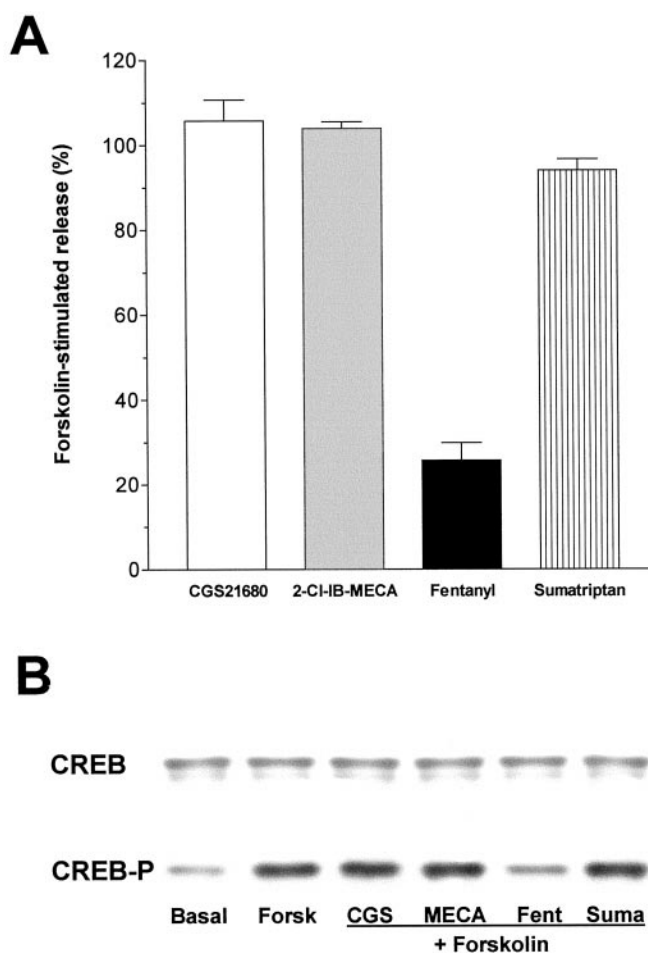 A
Forskolin-stimulated release (%)
120
100
80
60
40
20
0
CGS21680 2-Cl-IB-MECA Fentanyl Sumatriptan
B
CREB
CREB-P
Basal Forsk CGS MECA Fent Suma
+ Forskolin